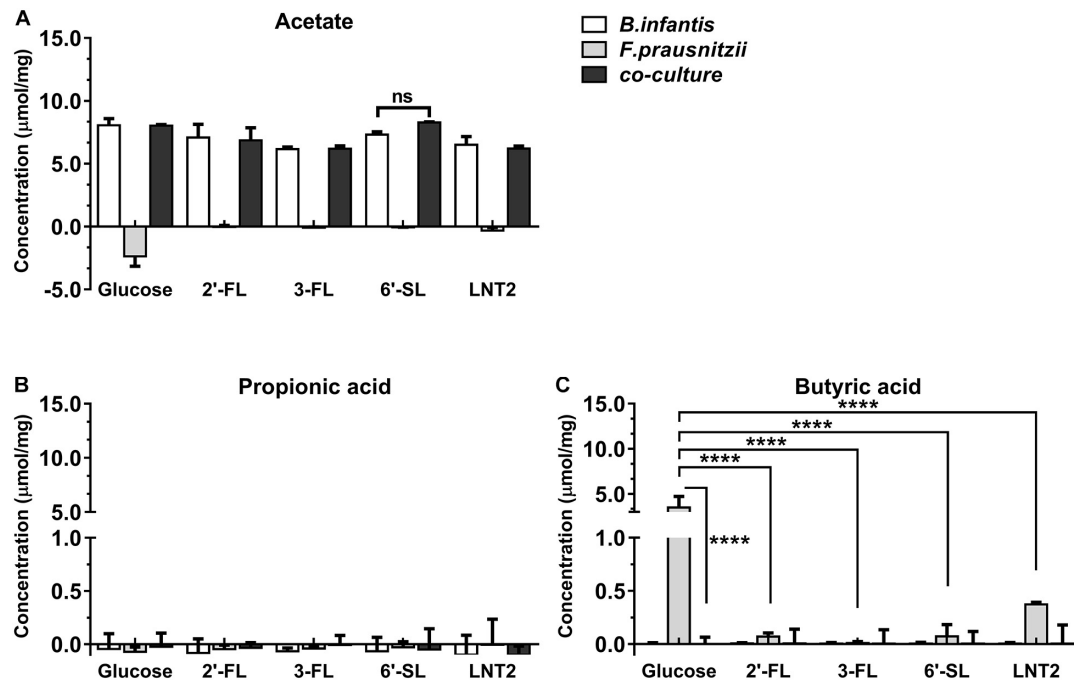 A
Acetate
B.infantis
F.prausnitzii
co-culture
Concentration (μmol/mg)
15.0
10.0
5.0
0.0
-5.0
ns
Glucose 2'-FL 3-FL 6'-SL LNT2
B
Propionic acid
Concentration (μmol/mg)
15.0
10.0
5.0
1.0
0.5
0.0
Glucose 2'-FL 3-FL 6'-SL LNT2
C
Butyric acid
Concentration (μmol/mg)
15.0
10.0
5.0
1.0
0.5
0.0
****
****
****
****
****
Glucose 2'-FL 3-FL 6'-SL LNT2